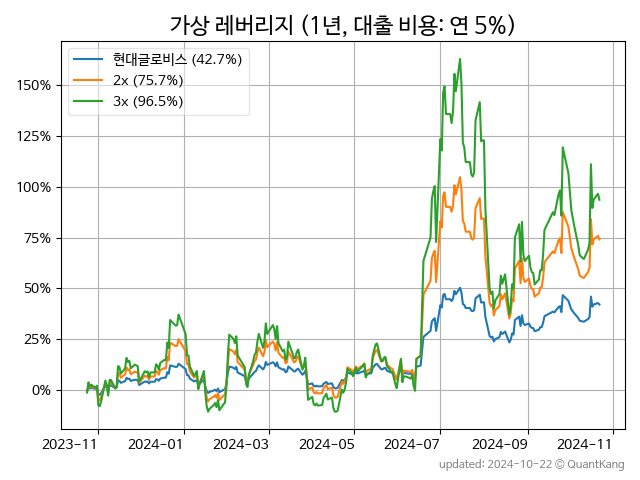 가상 레버리지 (1년, 대출 비용: 연 5%)
현대글로비스 (42.7%)
2x (75.7%)
3x (96.5%)
150%
125%
100%
75%
50%
25%
0%
2023-11 2024-01 2024-03 2024-05 2024-07 2024-09 2024-11
updated: 2024-10-22 © QuantKang